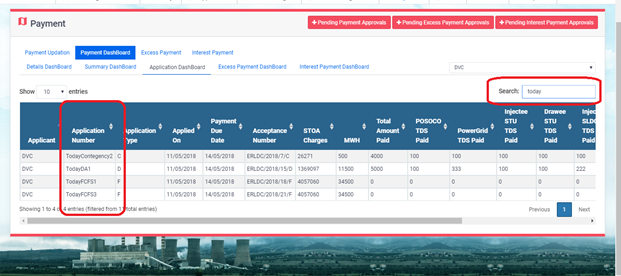 Payment
+ Pending Payment Approvals
+ Pending Excess Payment Approvals
+ Pending Interest Payment Approvals
Payment Updation Payment DashBoard Excess Payment Interest Payment
Details DashBoard Summary DashBoard Application DashBoard Excess Payment DashBoard Interest Payment DashBoard DVC
Show 10 entries Search: today
Applicant Application Number Application Type Applied On Payment Due Date Acceptance Number STOA Charges MWH Total Amount Paid POSOCO TDS Paid PowerGrid TDS Paid Injectee STU TDS Paid Drawee STU TDS Paid Injec SLDC TDS Paid
DVC TodayContegency2 C 11/05/2018 14/05/2018 ERLDC/2018/7/C 26271 500 4000 100 100 100 100 100
DVC TodayDA1 D 11/05/2018 14/05/2018 ERLDC/2018/15/D 1369097 11500 5000 100 333 100 100 222
DVC TodayFCFS1 F 11/05/2018 14/05/2018 ERLDC/2018/18/F 4057060 34500 0 0 0 0 0 0
DVC TodayFCFS3 F 11/05/2018 14/05/2018 ERLDC/2018/21/F 4057060 34500 0 0 0 0 0 0
Showing 1 to 4 of 4 entries (filtered from 11 total entries) Previous 1 Next